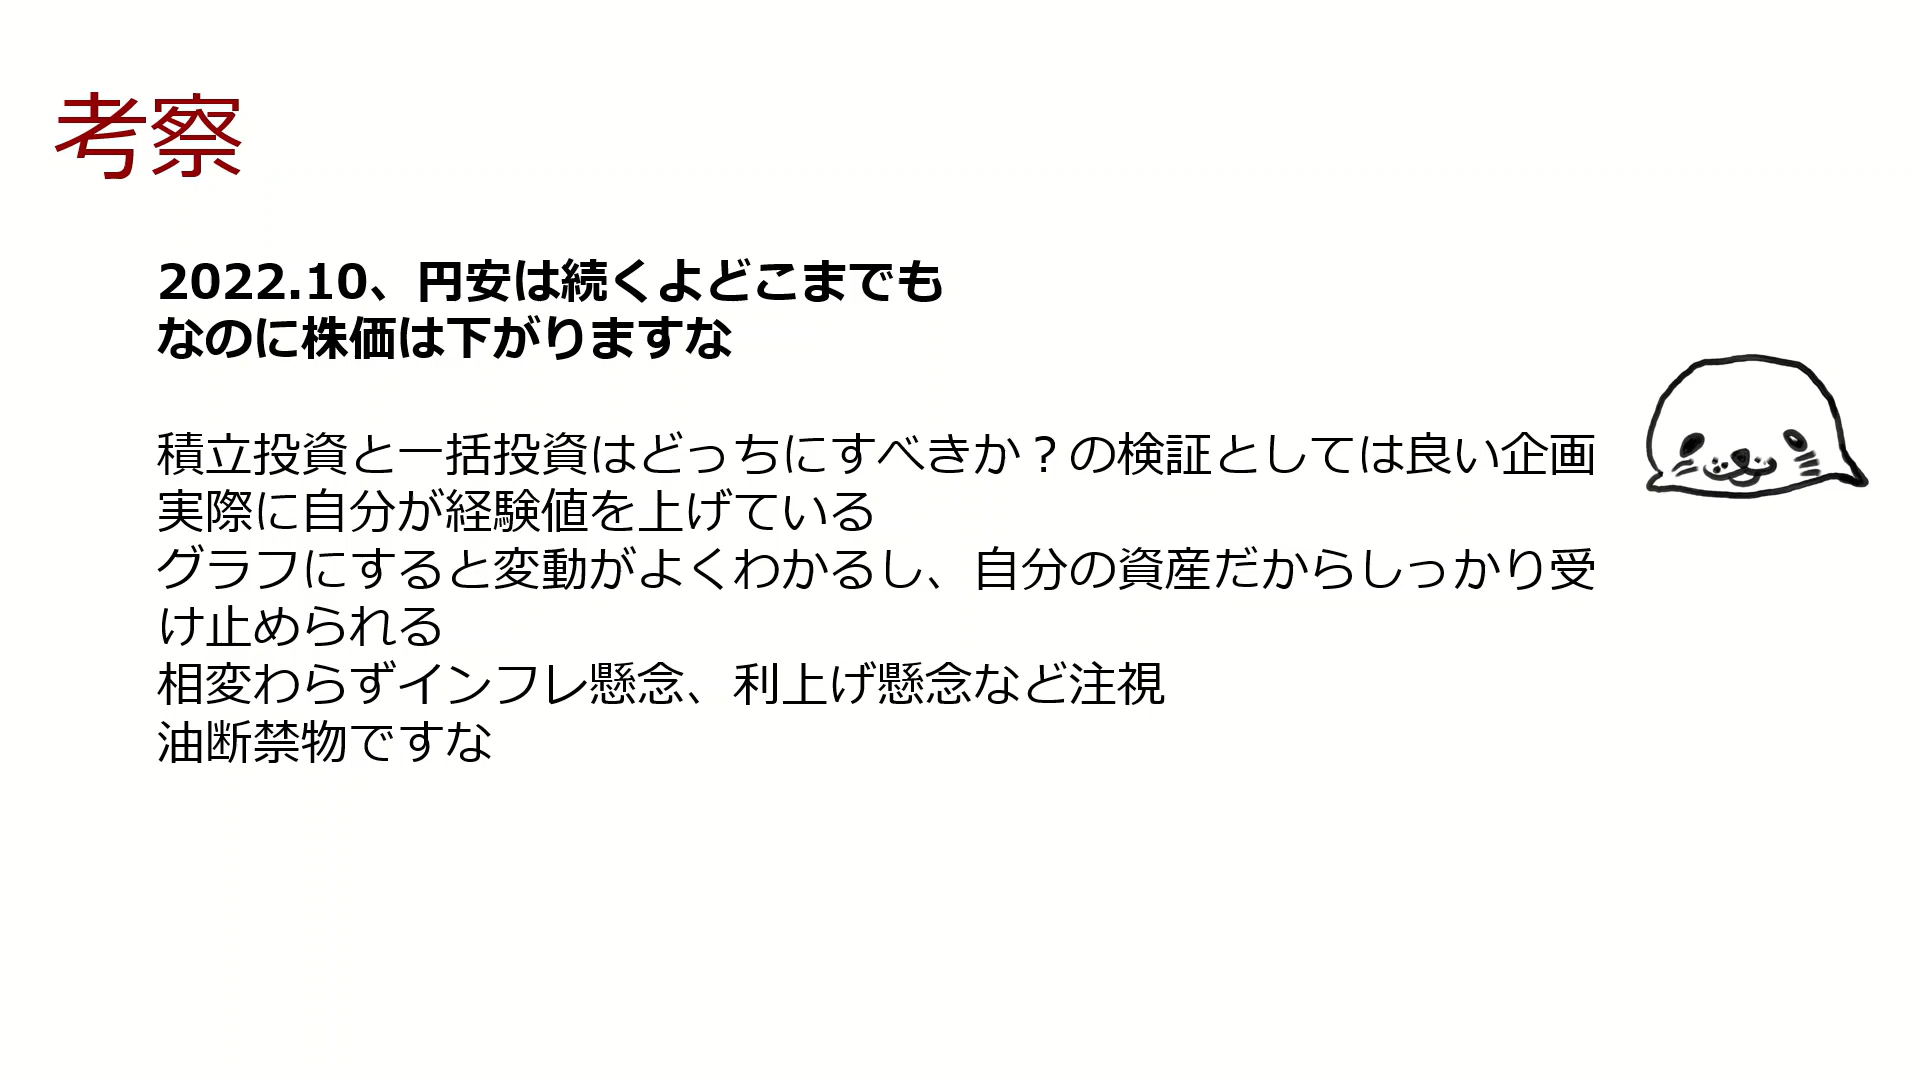 考察
2022.10、円安は続くよどこまでも
なのに株価は下がりますな
積立投資と一括投資はどっちにすべきか？の検証としては良い企画
実際に自分が経験値を上げている
グラフにすると変動がよくわかるし、自分の資産だからしっかり受
け止められる
相変わらずインフレ懸念、利上げ懸念など注視
油断禁物ですな